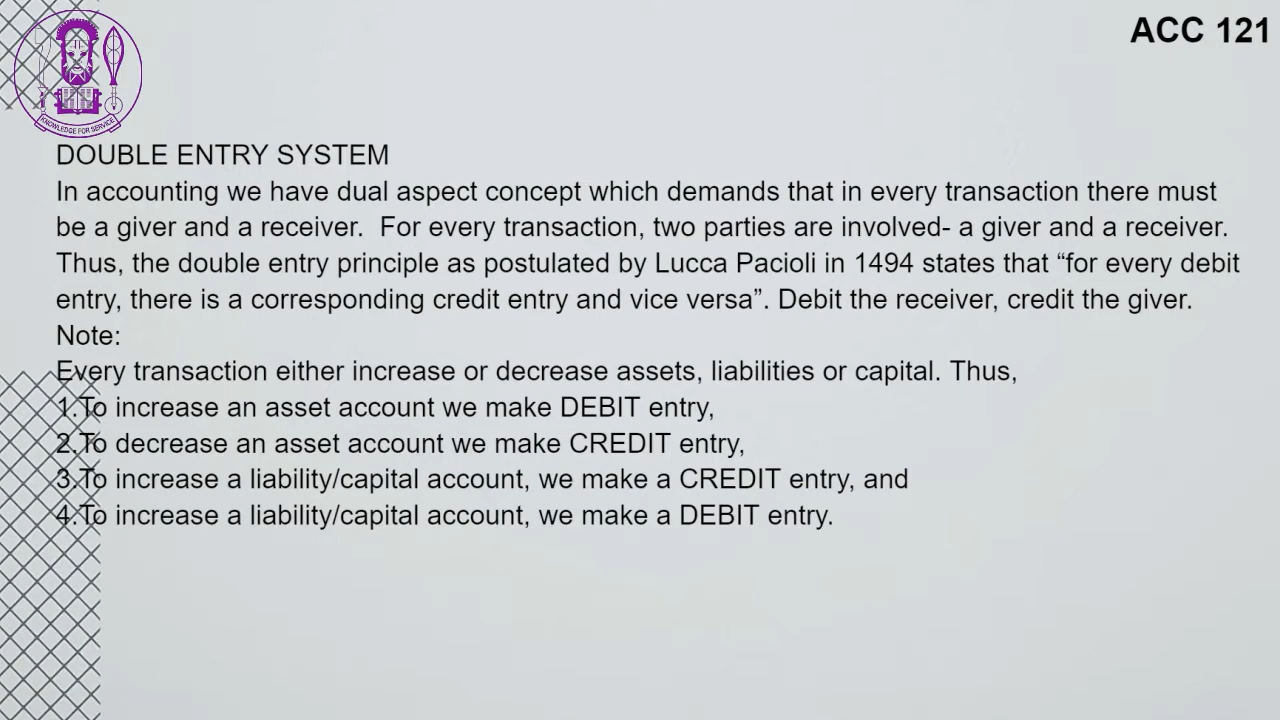 ACC 121
KNOWLEDGE FOR SERVICE
DOUBLE ENTRY SYSTEM
In accounting we have dual aspect concept which demands that in every transaction there must
be a giver and a receiver.  For every transaction, two parties are involved- a giver and a receiver.
Thus, the double entry principle as postulated by Lucca Pacioli in 1494 states that “for every debit
entry, there is a corresponding credit entry and vice versa”. Debit the receiver, credit the giver.
Note:
Every transaction either increase or decrease assets, liabilities or capital. Thus,
1.To increase an asset account we make DEBIT entry,
2.To decrease an asset account we make CREDIT entry,
3.To increase a liability/capital account, we make a CREDIT entry, and
4.To increase a liability/capital account, we make a DEBIT entry.